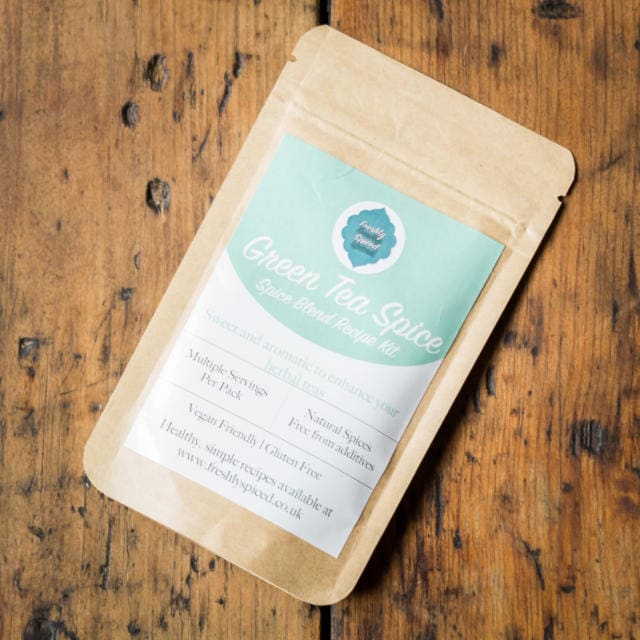 Freshly
Spiced
Green Tea Spice
Spice Blend Recipe Kit
Sweet and aromatic to enhance your
herbal teas
Multiple Servings
Per Pack
Natural Spices
Free from additives
Vegan Friendly | Gluten Free
Healthy, simple recipes available at
www.freshlyspiced.co.uk